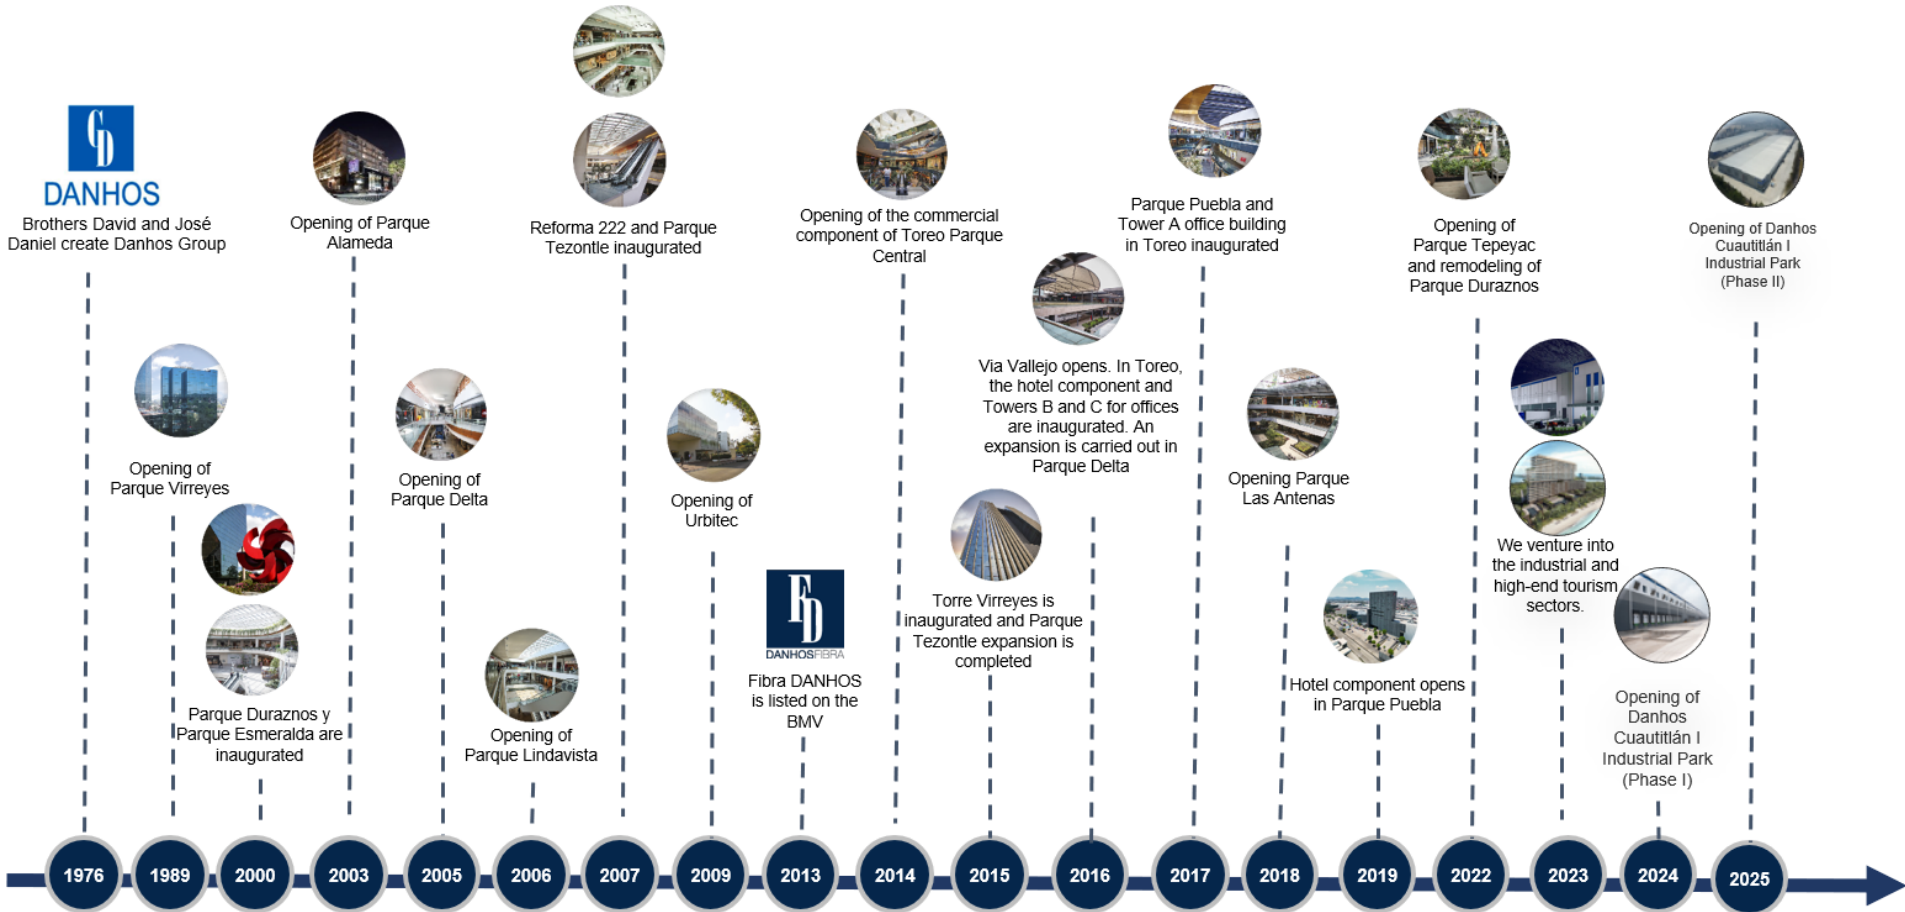 DANHOS
Brothers David and José
Daniel create Danhos Group
Opening of
Parque Virreyes
Parque Duraznos y
Parque Esmeralda are
inaugurated
Opening of Parque
Alameda
Opening of
Parque Delta
Opening of
Parque Lindavista
Reforma 222 and Parque
Tezontle inaugurated
Opening of
Urbitec
FD
DANHOSFIBRA
Fibra DANHOS
is listed on the
BMV
Opening of the commercial
component of Toreo Parque
Central
Torre Virreyes is
inaugurated and Parque
Tezontle expansion is
completed
Via Vallejo opens. In Toreo,
the hotel component and
Towers B and C for offices
are inaugurated. An
expansion is carried out in
Parque Delta
Parque Puebla and
Tower A office building
in Toreo inaugurated
Opening Parque
Las Antenas
Hotel component opens
in Parque Puebla
Opening of
Parque Tepeyac
and remodeling of
Parque Duraznos
We venture into
the industrial and
high-end tourism
sectors.
Opening of
Danhos
Cuautitlán I
Industrial Park
(Phase I)
Opening of Danhos
Cuautitlán I
Industrial Park
(Phase II)
1976
1989
2000
2003
2005
2006
2007
2009
2013
2014
2015
2016
2017
2018
2019
2022
2023
2024
2025